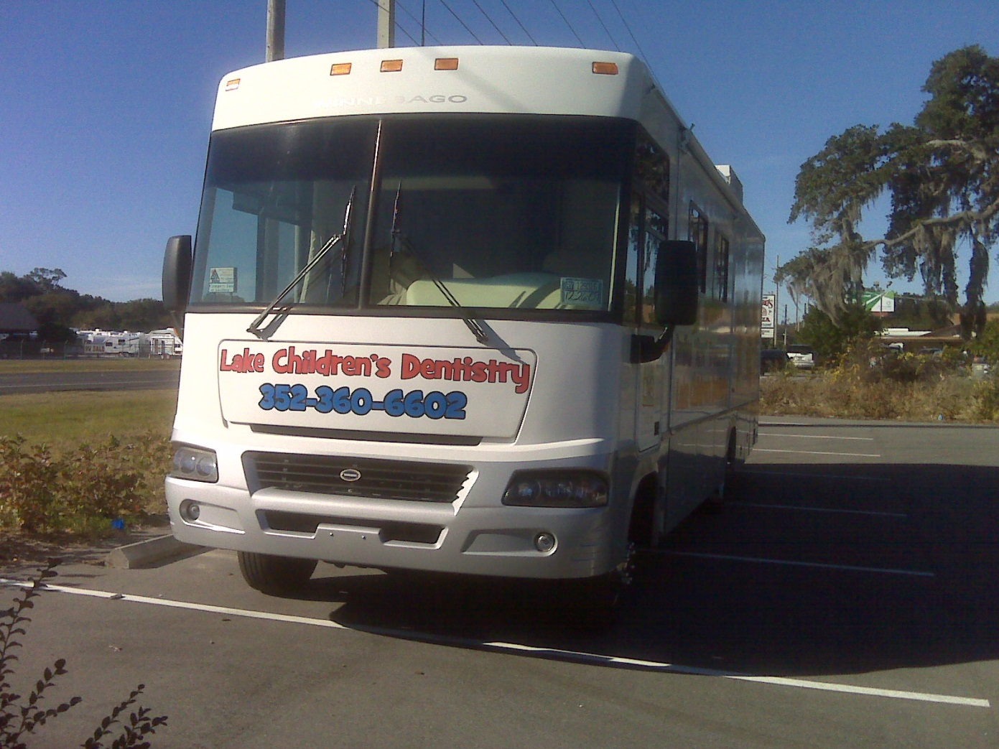 WINNEBAGO
Lake Children's Dentistry
352-360-6602